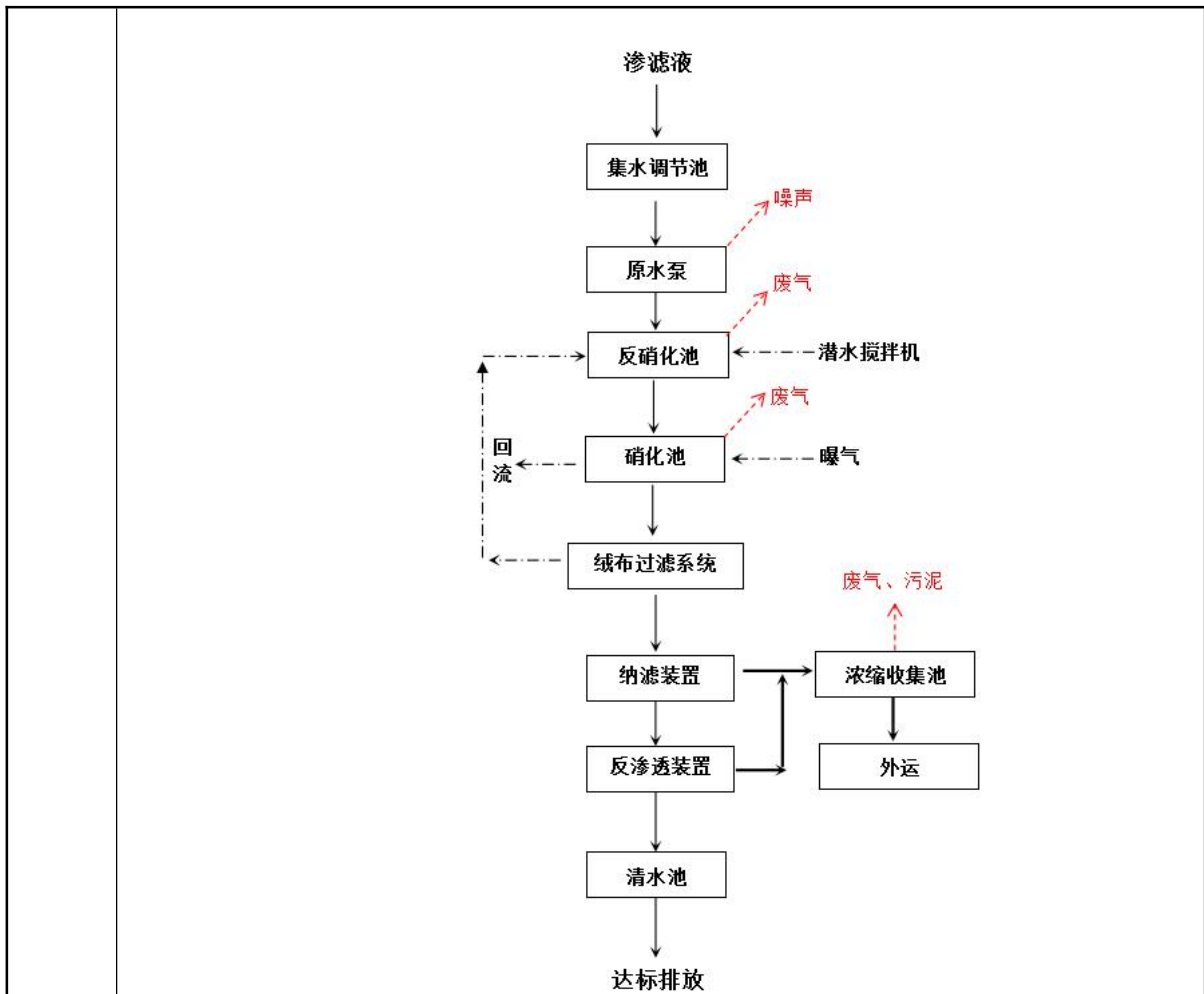 渗滤液
集水调节池
噪声
原水泵
废气
反硝化池
潜水搅拌机
废气
回
流
硝化池
曝气
绒布过滤系统
废气、污泥
纳滤装置
浓缩收集池
反渗透装置
外运
清水池
达标排放